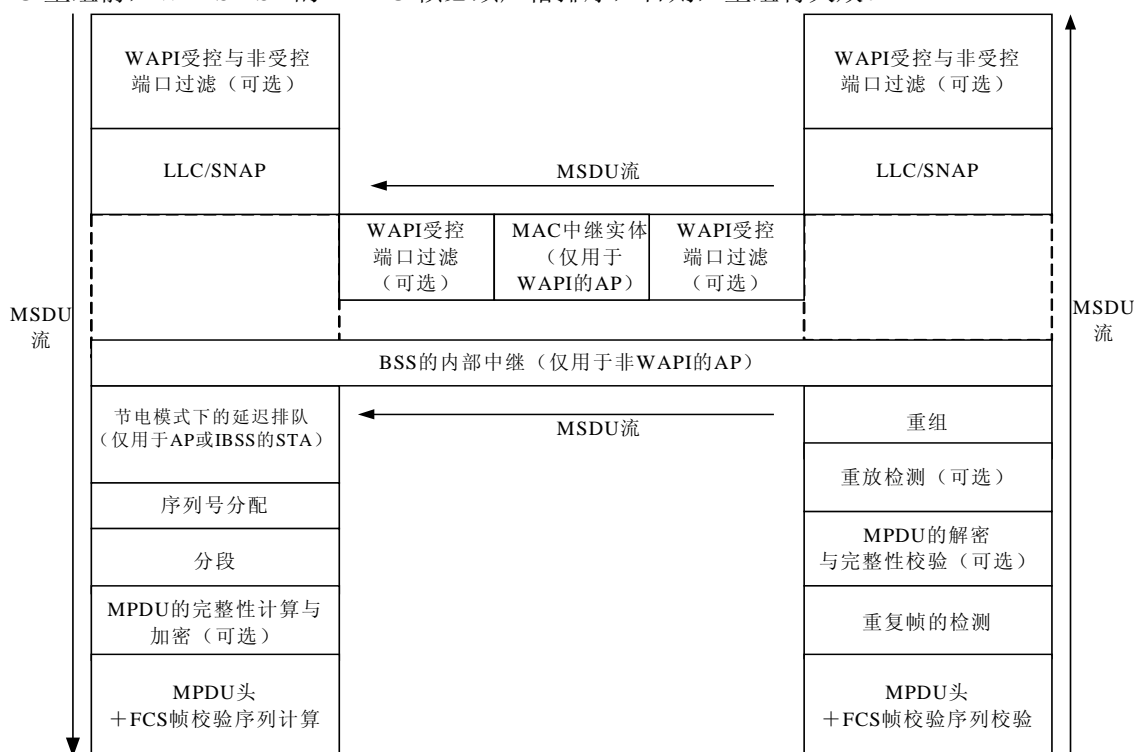 WAPI受控与非受控
端口过滤（可选）
WAPI受控与非受控
端口过滤（可选）
LLC/SNAP
MSDU流
LLC/SNAP
WAPI受控
端口过滤
（可选）
MAC中继实体
（仅用于
WAPI的AP）
WAPI受控
端口过滤
（可选）
MSDU
流
MSDU
流
BSS的内部中继（仅用于非WAPI的AP）
节电模式下的延迟排队
（仅用于AP或IBSS的STA）
MSDU流
重组
重放检测（可选）
序列号分配
分段
MPDU的解密
与完整性校验（可选）
MPDU的完整性计算与
加密（可选）
重复帧的检测
MPDU头
＋FCS帧校验序列计算
MPDU头
＋FCS帧校验序列校验